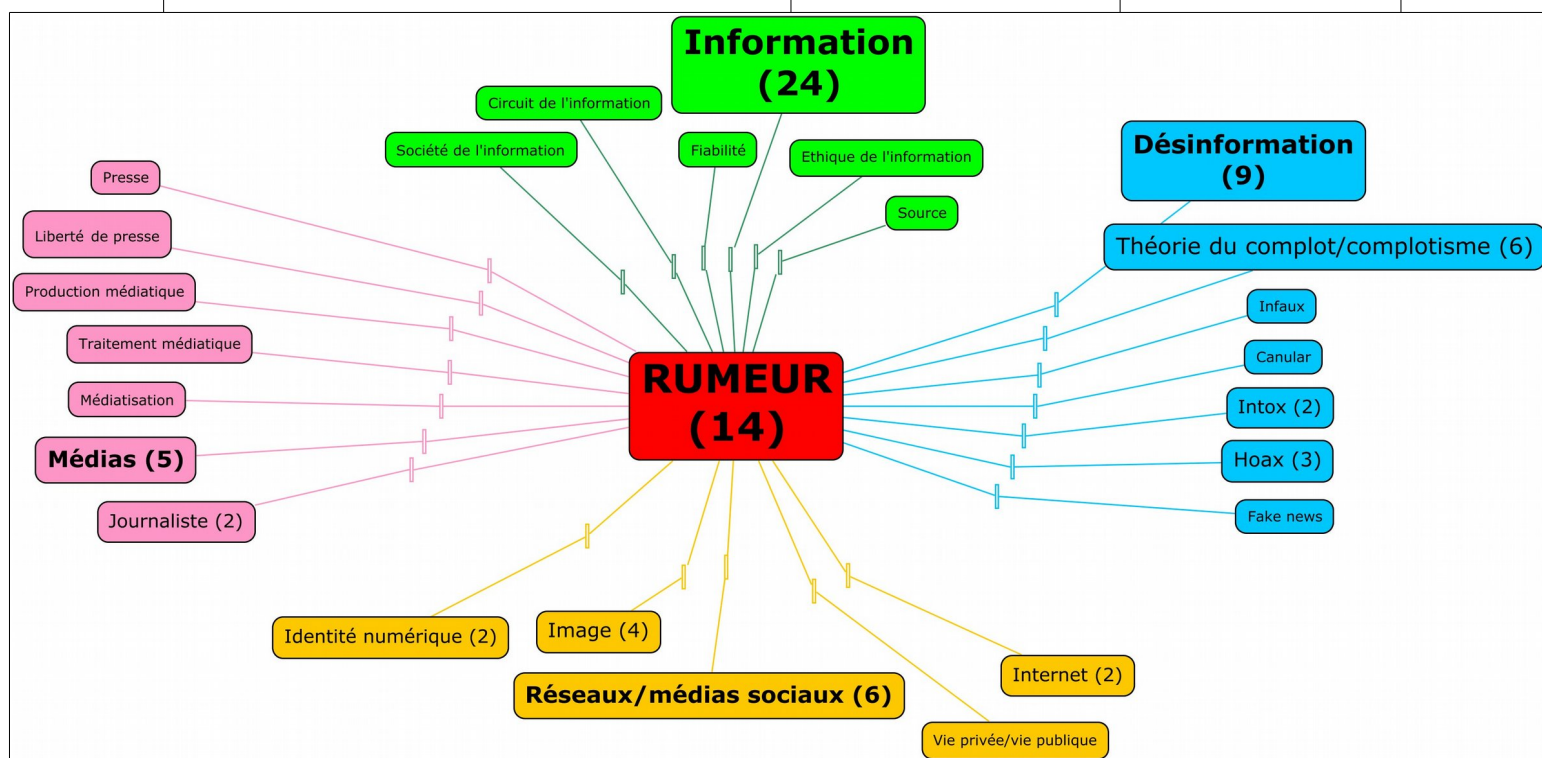 Information
(24)
Circuit de l'information
Société de l'information
Fiabilité
Ethique de l'information
Source
Désinformation
(9)
Théorie du complot/complotisme (6)
Infaux
Canular
Intox (2)
Hoax (3)
Fake news
Presse
Liberté de presse
Production médiatique
Traitement médiatique
Médiatisation
Médias (5)
Journaliste (2)
RUMEUR
(14)
Identité numérique (2)
Image (4)
Réseaux/médias sociaux (6)
Internet (2)
Vie privée/vie publique